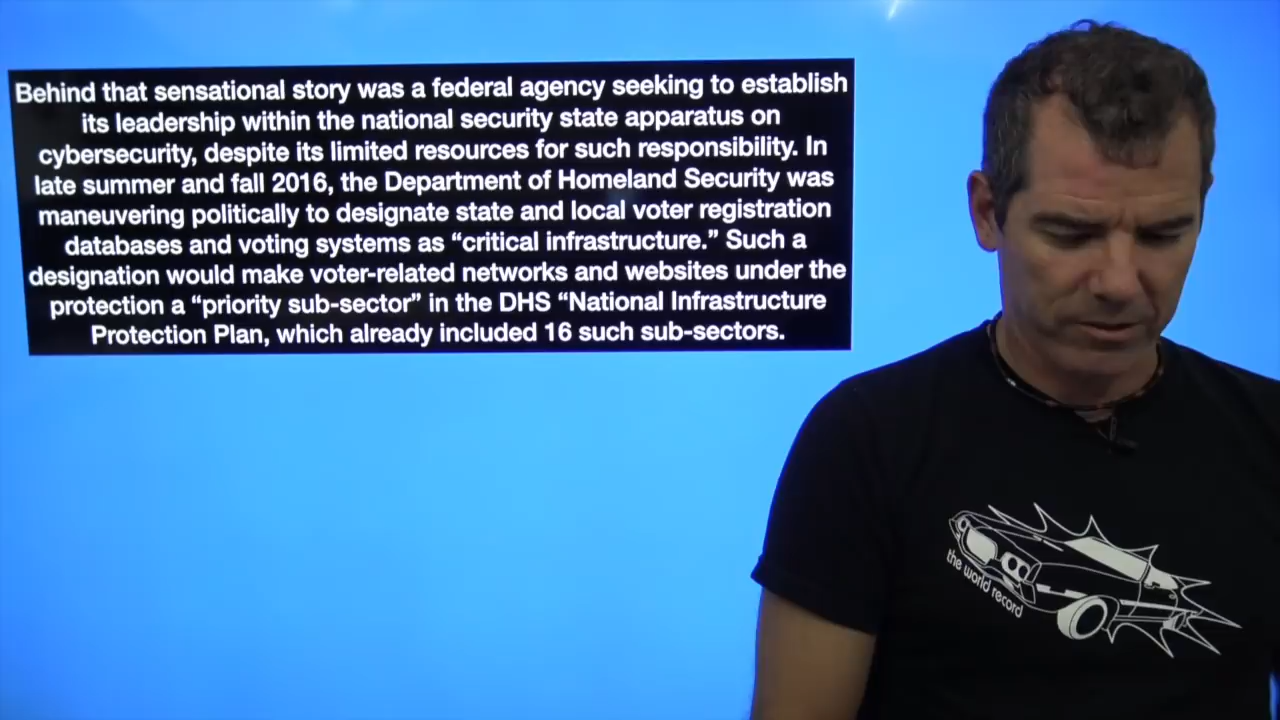 Behind that sensational story was a federal agency seeking to establish
its leadership within the national security state apparatus on
cybersecurity, despite its limited resources for such responsibility. In
late summer and fall 2016, the Department of Homeland Security was
maneuvering politically to designate state and local voter registration
databases and voting systems as “critical infrastructure.” Such a
designation would make voter-related networks and websites under the
protection a “priority sub-sector” in the DHS “National Infrastructure
Protection Plan, which already included 16 such sub-sectors.
the world record